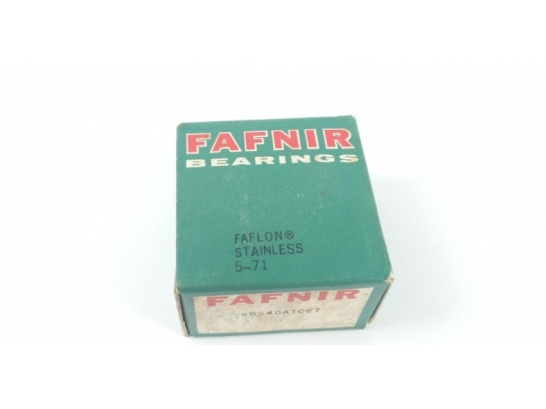 FAFNIR
BEARINGS
FAFLON®
STAINLESS
5-71
FAFNIR